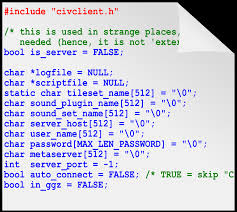 #include "civclient.h"
/* this is used in strange places,
needed (hence, it is not 'exter
bool is_server = FALSE;
char *logfile = NULL;
char *scriptfile = NULL;
static char tileset_name[512] = "\0";
char sound_plugin_name[512] = "\0";
char sound_set_name[512] = "\0";
char server_host[512] = "\0";
char user_name[512] = "\0";
char password[MAX_LEN_PASSWORD] = "\0";
char metaserver[512] = "\0";
int server_port = -1;
bool auto_connect = FALSE; /* TRUE = skip "C
bool in_ggz = FALSE;